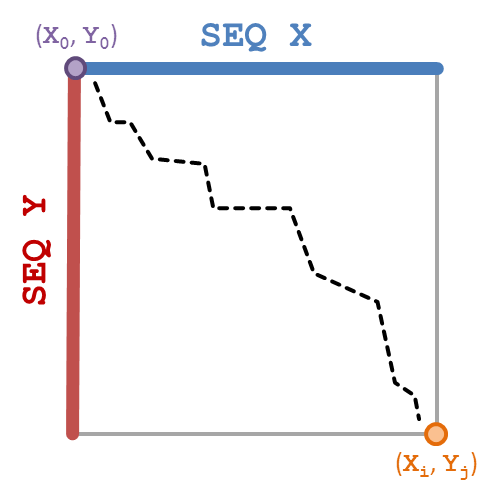 (X₀, Y₀)
SEQ X
SEQ Y
(Xᵢ, Yⱼ)